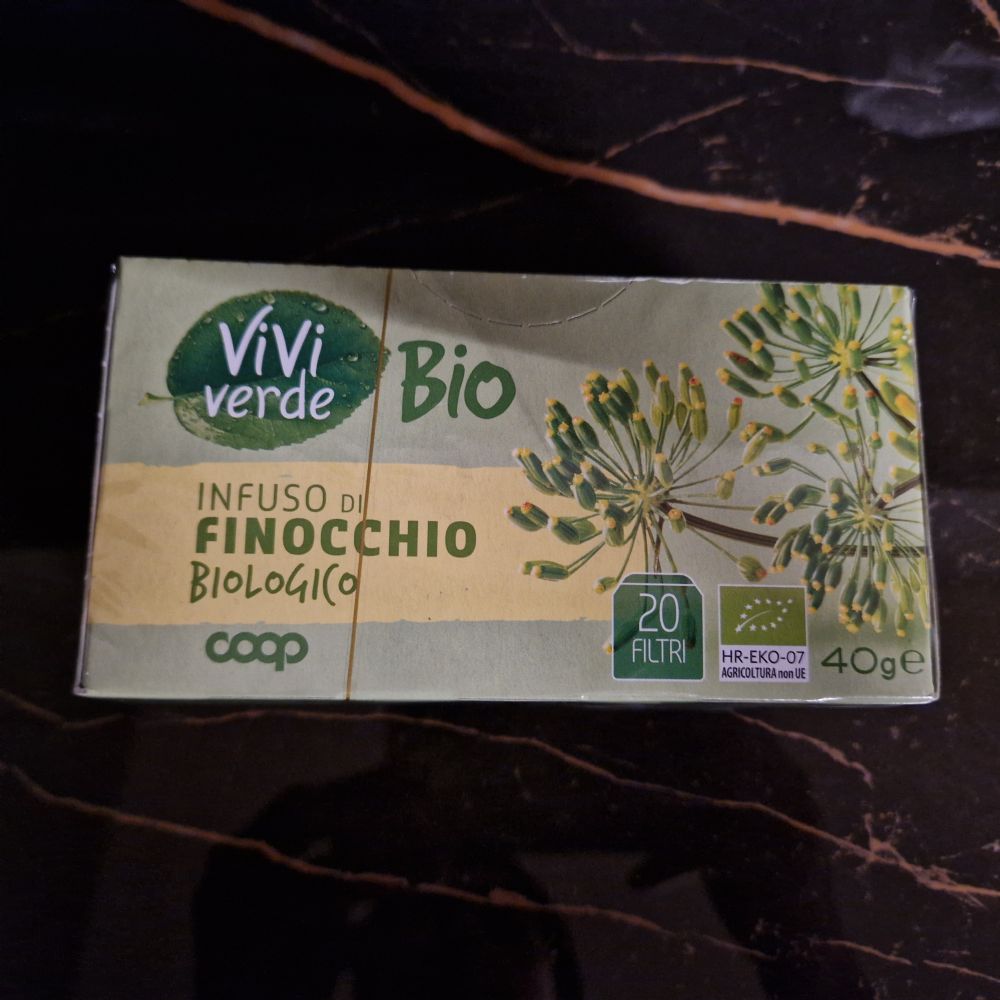 ViVi
verde
Bio
INFUSO DI
FINOCCHIO
BIOLOGICO
coop
20
FILTRI
HR-EKO-07
AGRICOLTURA non UE
40g e